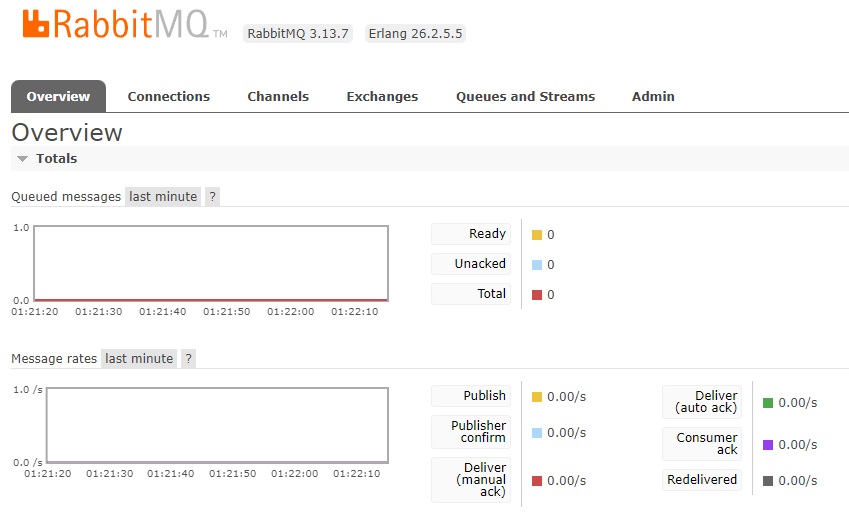 RabbitMQ TM RabbitMQ 3.13.7 Erlang 26.2.5.5
Overview Connections Channels Exchanges Queues and Streams Admin
Overview
Totals
Queued messages last minute ?
1.0
0.0
01:21:20 01:21:30 01:21:40 01:21:50 01:22:00 01:22:10
Ready 0
Unacked 0
Total 0
Message rates last minute ?
1.0 /s
0.0 /s
01:21:20 01:21:30 01:21:40 01:21:50 01:22:00 01:22:10
Publish 0.00/s
Publisher
confirm 0.00/s
Deliver
(manual
ack) 0.00/s
Deliver
(auto ack) 0.00/s
Consumer
ack 0.00/s
Redelivered 0.00/s